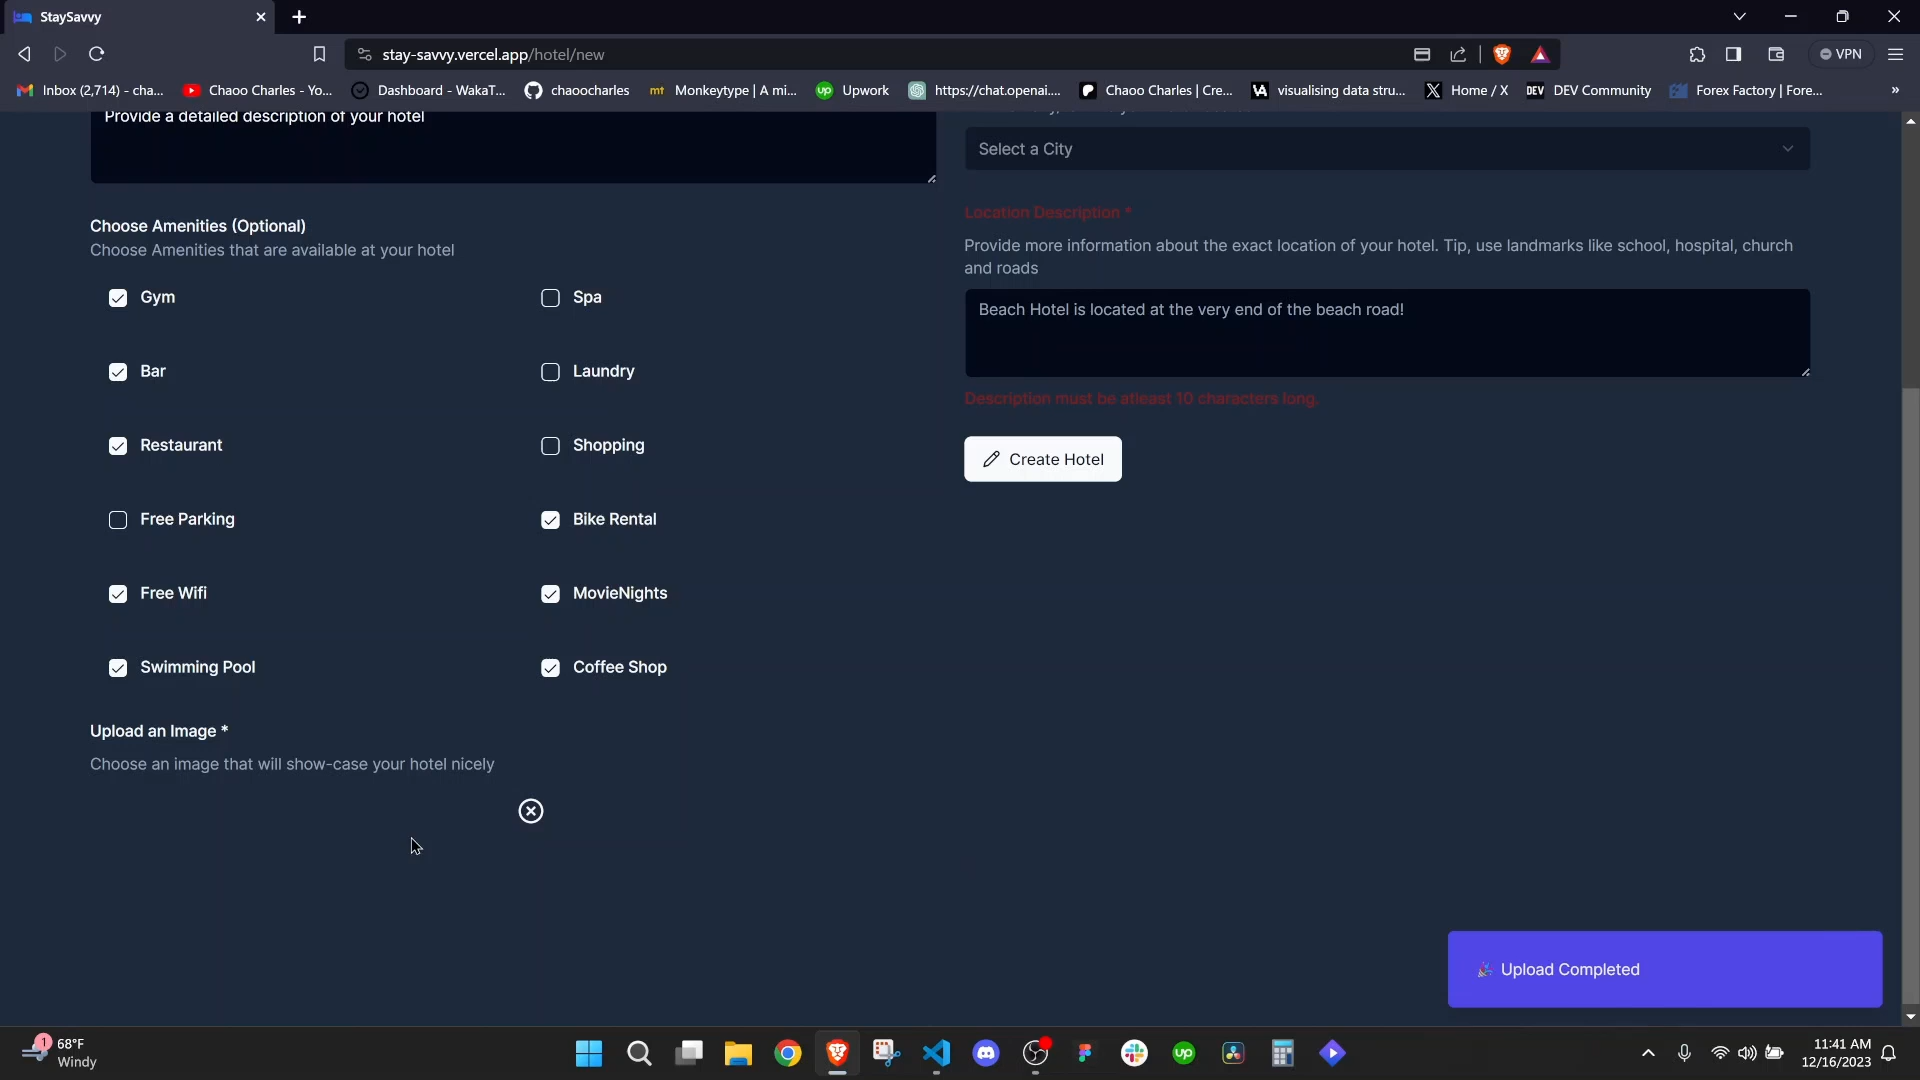 StaySavvy
stay-savvy.vercel.app/hotel/new
VPN
Inbox (2,714) - cha...
Chaoo Charles - Yo...
Dashboard - WakaT...
chaoocharles
mt Monkeytype | A mi...
up Upwork
https://chat.openai....
Chaoo Charles | Cre...
VA visualising data stru...
X Home / X
DEV DEV Community
Forex Factory | Fore...
»
Provide a detailed description of your hotel
Choose Amenities (Optional)
Choose Amenities that are available at your hotel
Gym
Spa
Bar
Laundry
Restaurant
Shopping
Free Parking
Bike Rental
Free Wifi
MovieNights
Swimming Pool
Coffee Shop
Upload an Image *
Choose an image that will show-case your hotel nicely
Select a City
Location Description *
Provide more information about the exact location of your hotel. Tip, use landmarks like school, hospital, church
and roads
Beach Hotel is located at the very end of the beach road!
Description must be atleast 10 characters long.
Create Hotel
🎉 Upload Completed
1
68°F
Windy
up
11:41 AM
12/16/2023